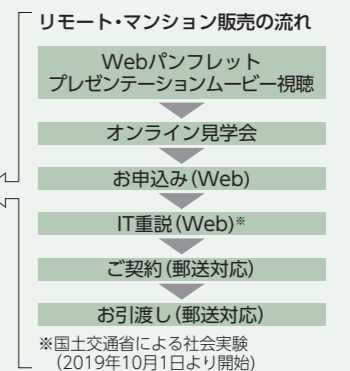 リモート・マンション販売の流れ
Webパンフレット
プレゼンテーションムービー視聴
オンライン見学会
お申込み（Web）
IT重説（Web）※
ご契約（郵送対応）
お引渡し（郵送対応）
※国土交通省による社会実験
（2019年10月1日より開始）